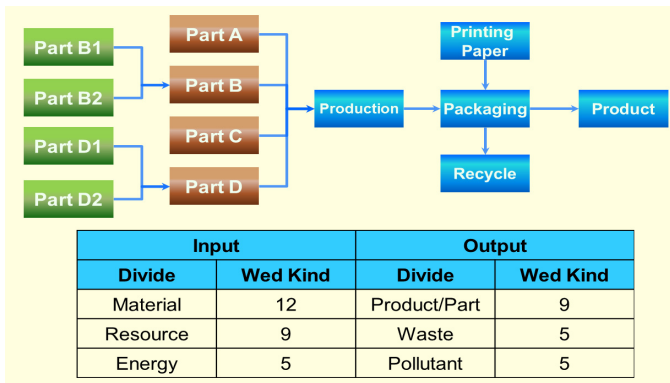 Part B1
Part B2
Part D1
Part D2
Part A
Part B
Part C
Part D
Production
Printing
Paper
Packaging
Recycle
Product
Input Output
Divide Wed Kind Divide Wed Kind
Material 12 Product/Part 9
Resource 9 Waste 5
Energy 5 Pollutant 5